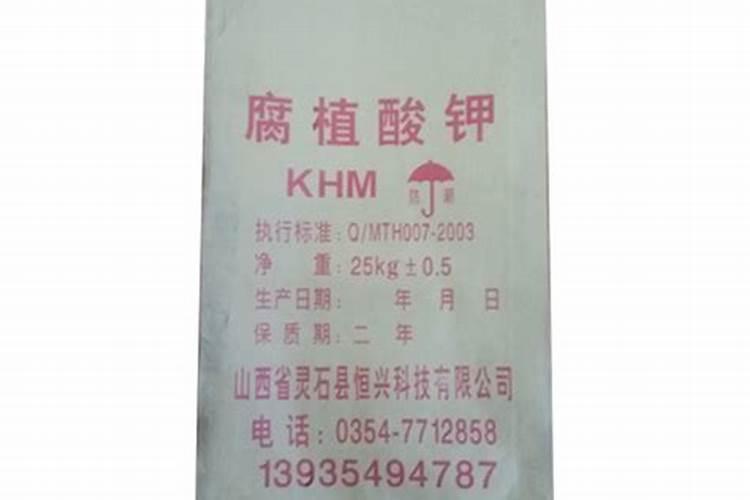 腐植酸钾
KHM 防潮
执行标准：Q/MTH007-2003
净 重：25kg±0.5
生产日期： 年 月 日
保质期：二 年
山西省灵石县恒兴科技有限公司
电 话：0354-7712858
13935494787